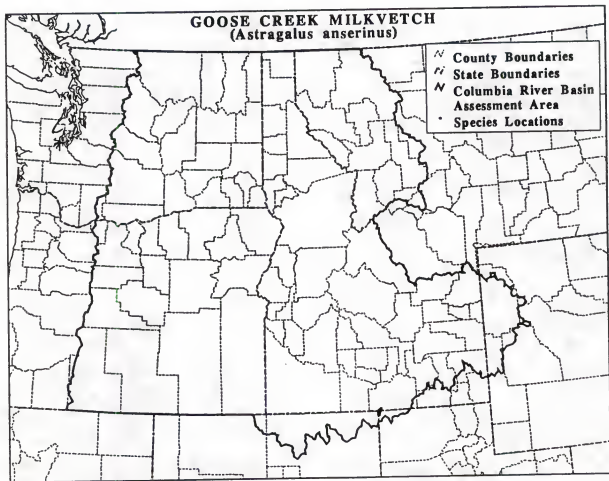 GOOSE CREEK MILKVETCH
(Astragalus anserinus)
County Boundaries
State Boundaries
Columbia River Basin
Assessment Area
Species Locations